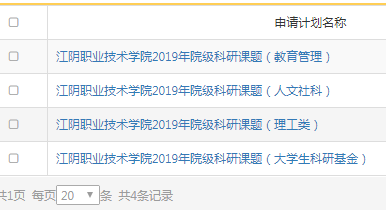 申请计划名称
江阴职业技术学院2019年院级科研课题（教育管理）
江阴职业技术学院2019年院级科研课题（人文社科）
江阴职业技术学院2019年院级科研课题（理工类）
江阴职业技术学院2019年院级科研课题（大学生科研基金）
共1页 每页 20 条 共4条记录